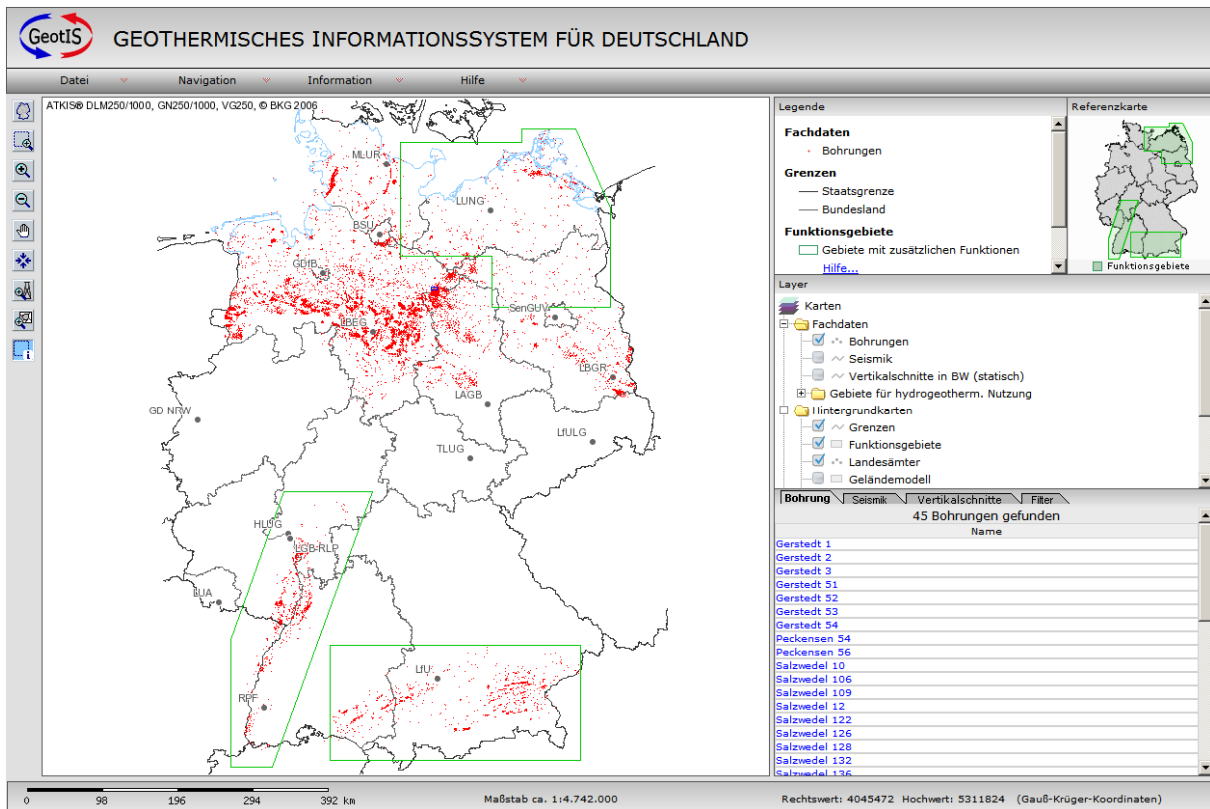 GeotIS
GEOTHERMISCHES INFORMATIONSSYSTEM FÜR DEUTSCHLAND
Datei
Navigation
Information
Hilfe
ATKIS® DLM250/1000, GN250/1000, VG250, © BKG 2006
MLUR
LUNG
BSU
GDfB
SenGUV
LBEG
LBGR
LAGB
GD NRW
LfULG
TLUG
HLUG
LGB-RLP
LUA
LfU
RPF
Legende
Fachdaten
Bohrungen
Grenzen
Staatsgrenze
Bundesland
Funktionsgebiete
Gebiete mit zusätzlichen Funktionen
Hilfe...
Referenzkarte
Funktionsgebiete
Layer
Karten
Fachdaten
Bohrungen
Seismik
Vertikalschnitte in BW (statisch)
Gebiete für hydrogeotherm. Nutzung
Hintergrundkarten
Grenzen
Funktionsgebiete
Landesämter
Geländemodell
Bohrung
Seismik
Vertikalschnitte
Filter
45 Bohrungen gefunden
Name
Gerstedt 1
Gerstedt 2
Gerstedt 3
Gerstedt 51
Gerstedt 52
Gerstedt 53
Gerstedt 54
Peckensen 54
Peckensen 56
Salzwedel 10
Salzwedel 106
Salzwedel 109
Salzwedel 12
Salzwedel 122
Salzwedel 126
Salzwedel 128
Salzwedel 132
Salzwedel 136
0 98 196 294 392 km
Maßstab ca. 1:4.742.000
Rechtswert: 4045472 Hochwert: 5311824 (Gauß-Krüger-Koordinaten)